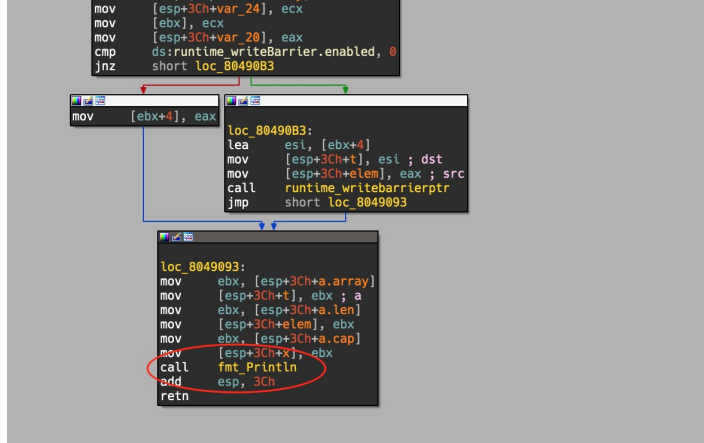 mov [esp+3Ch+var_24], ecx
mov [ebx], ecx
mov [esp+3Ch+var_20], eax
cmp ds:runtime_writeBarrier.enabled, 0
jnz short loc_80490B3
mov [ebx+4], eax
loc_80490B3:
lea esi, [ebx+4]
mov [esp+3Ch+t], esi ; dst
mov [esp+3Ch+elem], eax ; src
call runtime_writebarrierptr
jmp short loc_8049093
loc_8049093:
mov ebx, [esp+3Ch+a.array]
mov [esp+3Ch+t], ebx ; a
mov ebx, [esp+3Ch+a.len]
mov [esp+3Ch+elem], ebx
mov ebx, [esp+3Ch+a.cap]
mov [esp+3Ch+x], ebx
call fmt_Println
add esp, 3Ch
retn